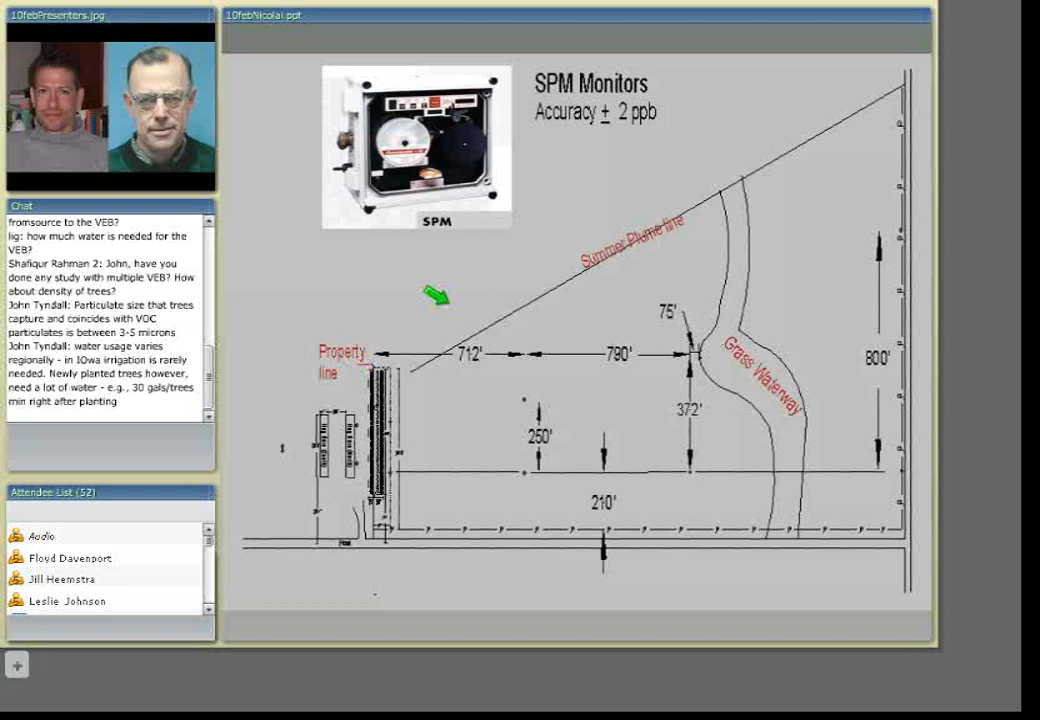 10febPresenters.jpg
Chat
fromsource to the VEB?
lig: how much water is needed for the
VEB?
Shafiqur Rahman 2: John, have you
done any study with multiple VEB? How
about density of trees?
John Tyndall: Particulate size that trees
capture and coincides with VOC
particulates is between 3-5 microns
John Tyndall: water usage varies
regionally - in IOwa irrigation is rarely
needed. Newly planted trees however,
need a lot of water - e.g., 30 gals/trees
min right after planting
Attendee List (52)
Audio
Floyd Davenport
Jill Heemstra
Leslie Johnson
10febNicolai.ppt
SPM Monitors
Accuracy ± 2 ppb
SPM
Summer Plume line
75'
Property
line
712'
790'
Grass Waterway
800'
372'
250'
210'